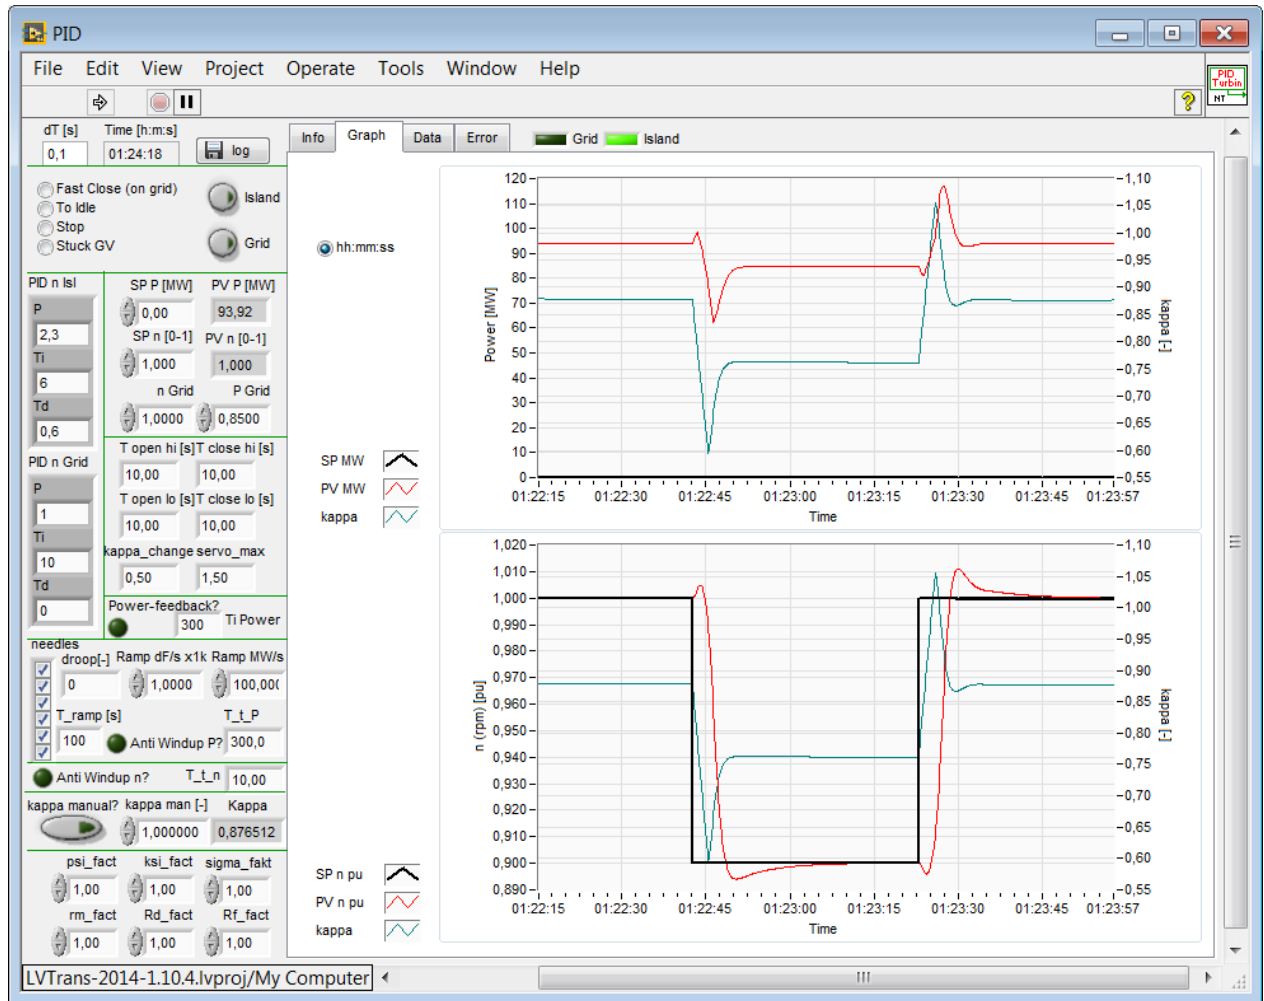 PID
File Edit View Project Operate Tools Window Help
PID
Turbin
NT
dT [s] Time [h:m:s]
0,1 01:24:18 log
Info Graph Data Error Grid Island
Fast Close (on grid)
To Idle
Stop
Stuck GV
Island
Grid
hh:mm:ss
PID n Isl
P
2,3
Ti
6
Td
0,6
PID n Grid
P
1
Ti
10
Td
0
SP P [MW] PV P [MW]
0,00 93,92
SP n [0-1] PV n [0-1]
1,000 1,000
n Grid P Grid
1,0000 0,8500
T open hi [s] T close hi [s]
10,00 10,00
T open lo [s] T close lo [s]
10,00 10,00
kappa_change servo_max
0,50 1,50
Power-feedback?
300 Ti Power
needles
droop[-] Ramp dF/s x1k Ramp MW/s
0 1,0000 100,00(
T_ramp [s] T_t_P
100 Anti Windup P? 300,0
Anti Windup n? T_t_n 10,00
kappa manual? kappa man [-] Kappa
1,000000 0,876512
psi_fact ksi_fact sigma_fakt
1,00 1,00 1,00
rm_fact Rd_fact Rf_fact
1,00 1,00 1,00
SP MW
PV MW
kappa
Power [MW]
120
110
100
90
80
70
60
50
40
30
20
10
0
1,10
1,05
1,00
0,95
0,90
0,85
0,80
0,75
0,70
0,65
0,60
0,55
kappa [-]
01:22:15 01:22:30 01:22:45 01:23:00 01:23:15 01:23:30 01:23:45 01:23:57
Time
SP n pu
PV n pu
kappa
n (rpm) [pu]
1,020
1,010
1,000
0,990
0,980
0,970
0,960
0,950
0,940
0,930
0,920
0,910
0,900
0,890
1,10
1,05
1,00
0,95
0,90
0,85
0,80
0,75
0,70
0,65
0,60
0,55
kappa [-]
01:22:15 01:22:30 01:22:45 01:23:00 01:23:15 01:23:30 01:23:45 01:23:57
Time
LVTrans-2014-1.10.4.lvproj/My Computer